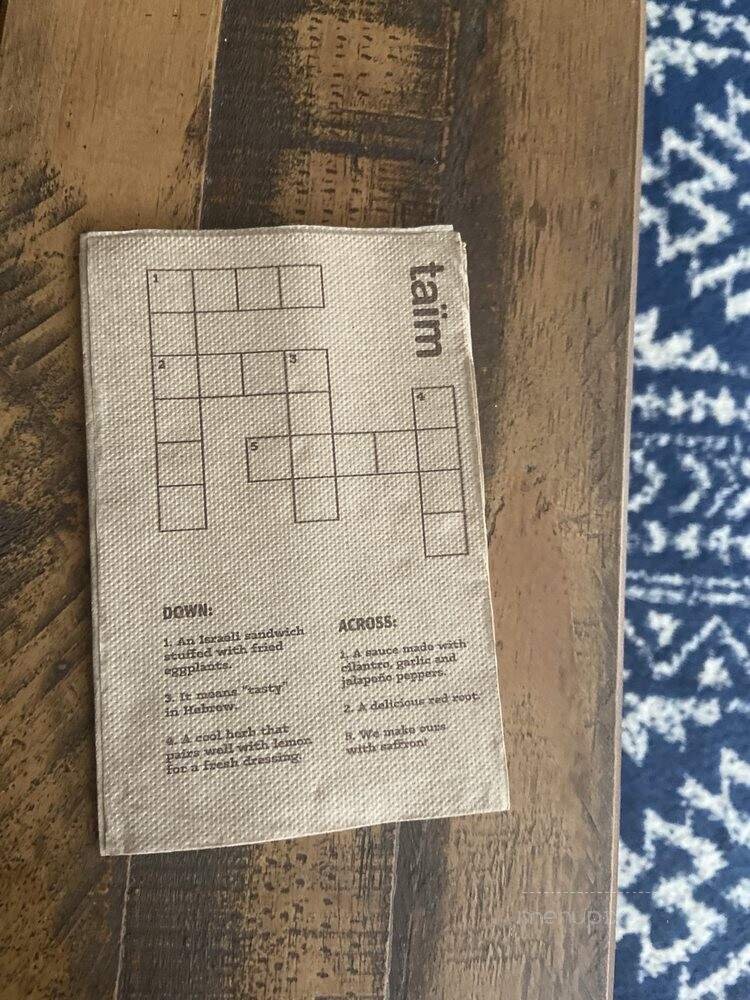 taïm
1
2
3
4
5
DOWN:
1. An Israeli sandwich
stuffed with fried
eggplants.
3. It means "tasty"
in Hebrew.
4. A cool herb that
pairs well with lemon
for a fresh dressing.
ACROSS:
1. A sauce made with
cilantro, garlic and
jalapeño peppers.
2. A delicious red root.
5. We make ours
with saffron!